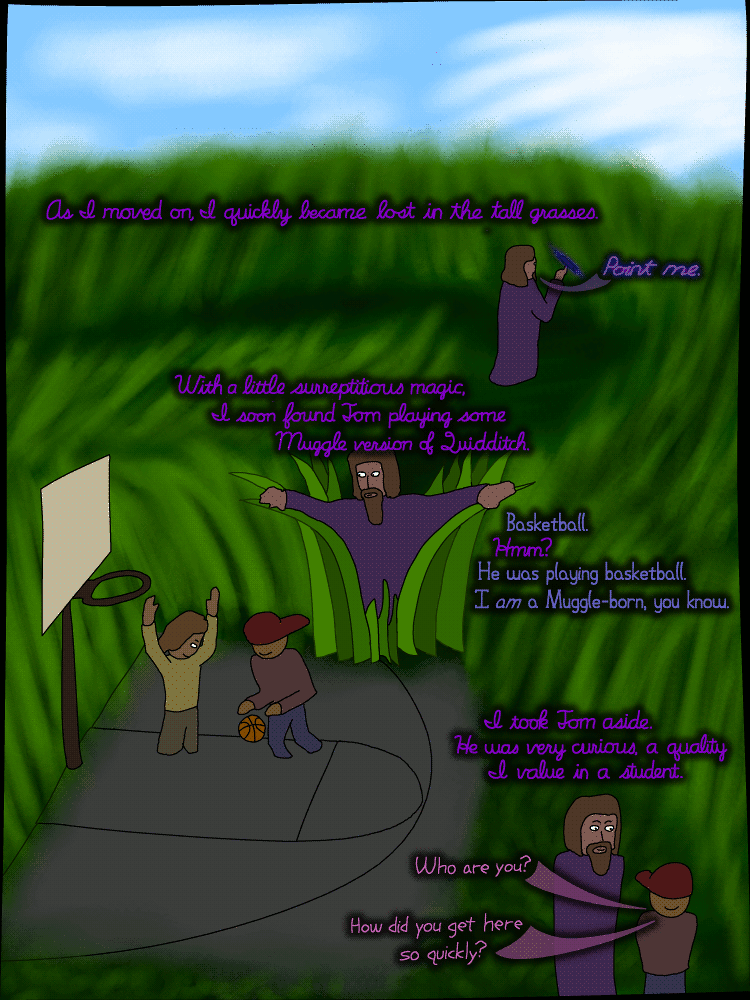 As I moved on, I quickly became lost in the tall grasses.
Point me.
With a little surreptitious magic,
I soon found Tom playing some
Muggle version of Quidditch.
Basketball.
Hmm?
He was playing basketball.
I am a Muggle-born, you know.
I took Tom aside.
He was very curious, a quality
I value in a student.
Who are you?
How did you get here
so quickly?